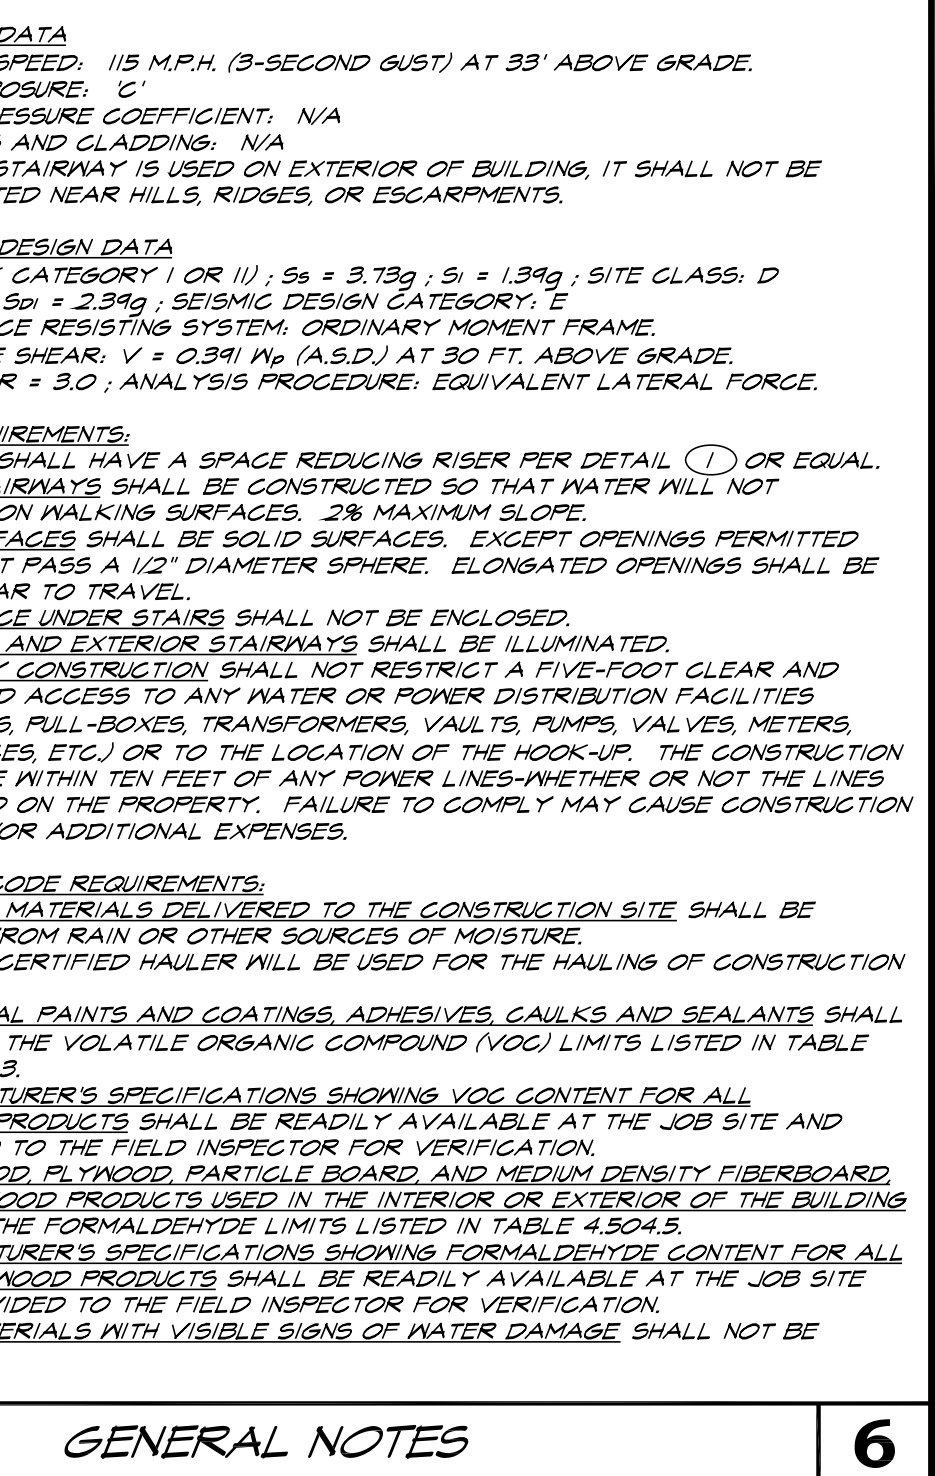 DATA
SPEED: 115 M.P.H. (3-SECOND GUST) AT 33' ABOVE GRADE.
OSURE: 'C'
ESSURE COEFFICIENT: N/A
AND CLADDING: N/A
STAIRWAY IS USED ON EXTERIOR OF BUILDING, IT SHALL NOT BE
TED NEAR HILLS, RIDGES, OR ESCARPMENTS.
DESIGN DATA
CATEGORY I OR II) ; Ss = 3.73g ; S1 = 1.39g ; SITE CLASS: D
SD1 = 2.39g ; SEISMIC DESIGN CATEGORY: E
CE RESISTING SYSTEM: ORDINARY MOMENT FRAME.
E SHEAR: V = 0.391 Wp (A.S.D.) AT 30 FT. ABOVE GRADE.
R = 3.0 ; ANALYSIS PROCEDURE: EQUIVALENT LATERAL FORCE.
UIREMENTS:
SHALL HAVE A SPACE REDUCING RISER PER DETAIL 1 OR EQUAL.
AIRWAYS SHALL BE CONSTRUCTED SO THAT WATER WILL NOT
ON WALKING SURFACES. 2% MAXIMUM SLOPE.
FACES SHALL BE SOLID SURFACES. EXCEPT OPENINGS PERMITTED
T PASS A 1/2" DIAMETER SPHERE. ELONGATED OPENINGS SHALL BE
AR TO TRAVEL.
CE UNDER STAIRS SHALL NOT BE ENCLOSED.
AND EXTERIOR STAIRWAYS SHALL BE ILLUMINATED.
Y CONSTRUCTION SHALL NOT RESTRICT A FIVE-FOOT CLEAR AND
D ACCESS TO ANY WATER OR POWER DISTRIBUTION FACILITIES
S, PULL-BOXES, TRANSFORMERS, VAULTS, PUMPS, VALVES, METERS,
GES, ETC.) OR TO THE LOCATION OF THE HOOK-UP. THE CONSTRUCTION
E WITHIN TEN FEET OF ANY POWER LINES-WHETHER OR NOT THE LINES
D ON THE PROPERTY. FAILURE TO COMPLY MAY CAUSE CONSTRUCTION
/OR ADDITIONAL EXPENSES.
CODE REQUIREMENTS:
MATERIALS DELIVERED TO THE CONSTRUCTION SITE SHALL BE
FROM RAIN OR OTHER SOURCES OF MOISTURE.
CERTIFIED HAULER WILL BE USED FOR THE HAULING OF CONSTRUCTION
AL PAINTS AND COATINGS, ADHESIVES, CAULKS AND SEALANTS SHALL
THE VOLATILE ORGANIC COMPOUND (VOC) LIMITS LISTED IN TABLE
3.
TURER'S SPECIFICATIONS SHOWING VOC CONTENT FOR ALL
PRODUCTS SHALL BE READILY AVAILABLE AT THE JOB SITE AND
TO THE FIELD INSPECTOR FOR VERIFICATION.
OD, PLYWOOD, PARTICLE BOARD, AND MEDIUM DENSITY FIBERBOARD,
OOD PRODUCTS USED IN THE INTERIOR OR EXTERIOR OF THE BUILDING
THE FORMALDEHYDE LIMITS LISTED IN TABLE 4.504.5.
TURER'S SPECIFICATIONS SHOWING FORMALDEHYDE CONTENT FOR ALL
WOOD PRODUCTS SHALL BE READILY AVAILABLE AT THE JOB SITE
VIDED TO THE FIELD INSPECTOR FOR VERIFICATION.
ERIALS WITH VISIBLE SIGNS OF WATER DAMAGE SHALL NOT BE
GENERAL NOTES 6